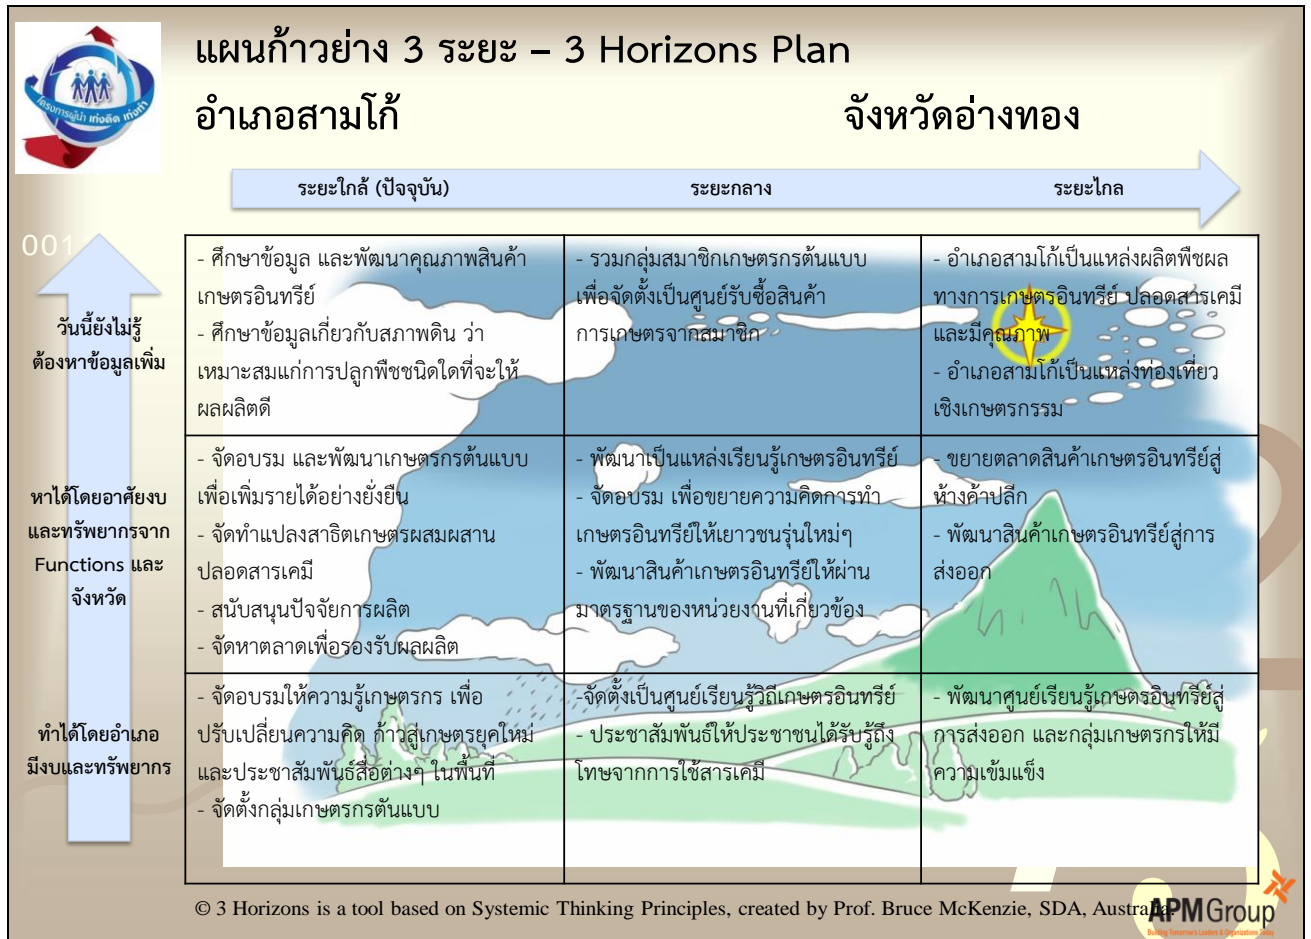 แผนก้าวย่าง 3 ระยะ – 3 Horizons Plan
อำเภอสามโก้ จังหวัดอ่างทอง
โครงการผู้นำ เก่งคิด เก่งทำ
ระยะใกล้ (ปัจจุบัน) ระยะกลาง ระยะไกล
001
วันนี้ยังไม่รู้
ต้องหาข้อมูลเพิ่ม
- ศึกษาข้อมูล และพัฒนาคุณภาพสินค้า
เกษตรอินทรีย์
- ศึกษาข้อมูลเกี่ยวกับสภาพดิน ว่า
เหมาะสมแก่การปลูกพืชชนิดใดที่จะให้
ผลผลิตดี
- รวมกลุ่มสมาชิกเกษตรกรต้นแบบ
เพื่อจัดตั้งเป็นศูนย์รับซื้อสินค้า
การเกษตรจากสมาชิก
- อำเภอสามโก้เป็นแหล่งผลิตพืชผล
ทางการเกษตรอินทรีย์ ปลอดสารเคมี
และมีคุณภาพ
- อำเภอสามโก้เป็นแหล่งท่องเที่ยว
เชิงเกษตรกรรม
หาได้โดยอาศัยงบ
และทรัพยากรจาก
Functions และ
จังหวัด
- จัดอบรม และพัฒนาเกษตรกรต้นแบบ
เพื่อเพิ่มรายได้อย่างยั่งยืน
- จัดทำแปลงสาธิตเกษตรผสมผสาน
ปลอดสารเคมี
- สนับสนุนปัจจัยการผลิต
- จัดหาตลาดเพื่อรองรับผลผลิต
- พัฒนาเป็นแหล่งเรียนรู้เกษตรอินทรีย์
- จัดอบรม เพื่อขยายความคิดการทำ
เกษตรอินทรีย์ให้เยาวชนรุ่นใหม่ๆ
- พัฒนาสินค้าเกษตรอินทรีย์ให้ผ่าน
มาตรฐานของหน่วยงานที่เกี่ยวข้อง
- ขยายตลาดสินค้าเกษตรอินทรีย์สู่
ห้างค้าปลีก
- พัฒนาสินค้าเกษตรอินทรีย์สู่การ
ส่งออก
ทำได้โดยอำเภอ
มีงบและทรัพยากร
- จัดอบรมให้ความรู้เกษตรกร เพื่อ
ปรับเปลี่ยนความคิด ก้าวสู่เกษตรยุคใหม่
และประชาสัมพันธ์สื่อต่างๆ ในพื้นที่
- จัดตั้งกลุ่มเกษตรกรต้นแบบ
-จัดตั้งเป็นศูนย์เรียนรู้วิถีเกษตรอินทรีย์
- ประชาสัมพันธ์ให้ประชาชนได้รับรู้ถึง
โทษจากการใช้สารเคมี
- พัฒนาศูนย์เรียนรู้เกษตรอินทรีย์สู่
การส่งออก และกลุ่มเกษตรกรให้มี
ความเข้มแข็ง
© 3 Horizons is a tool based on Systemic Thinking Principles, created by Prof. Bruce McKenzie, SDA, Australia.
APMGroup
Building Tomorrow's Leaders & Organizations Today